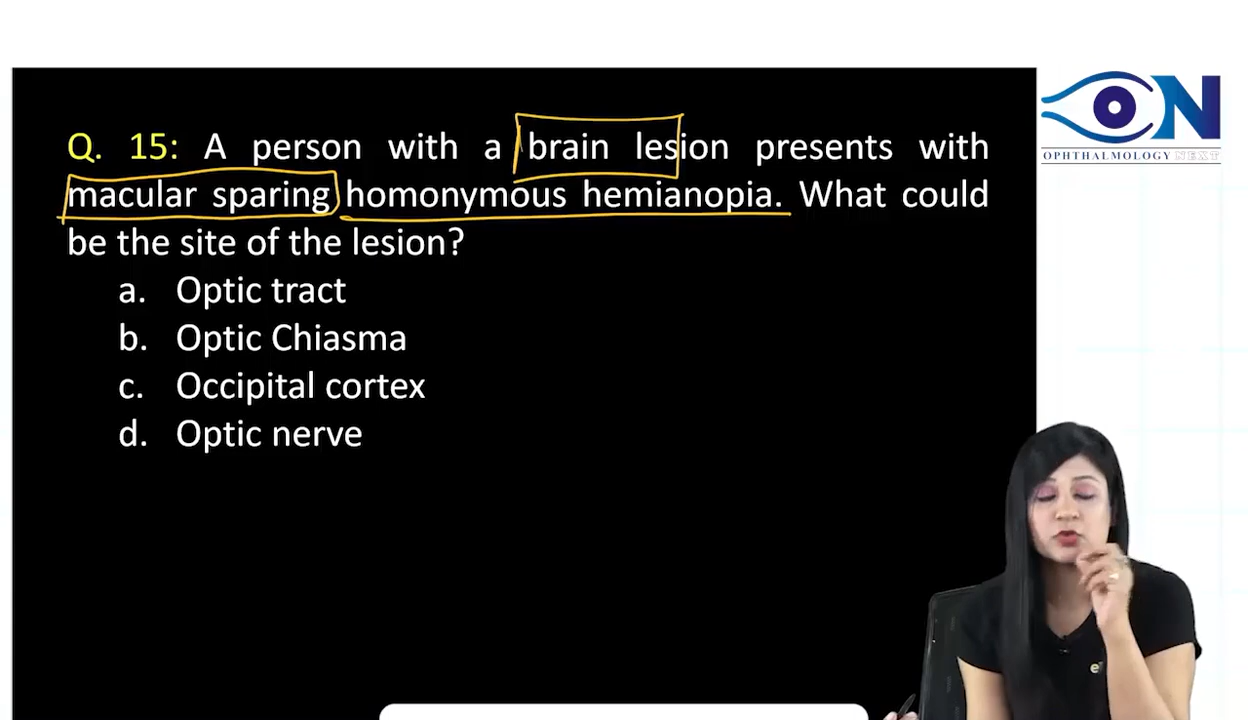 Q. 15: A person with a brain lesion presents with
macular sparing homonymous hemianopia. What could
be the site of the lesion?
a. Optic tract
b. Optic Chiasma
c. Occipital cortex
d. Optic nerve
ON
OPHTHALMOLOGY NEXT